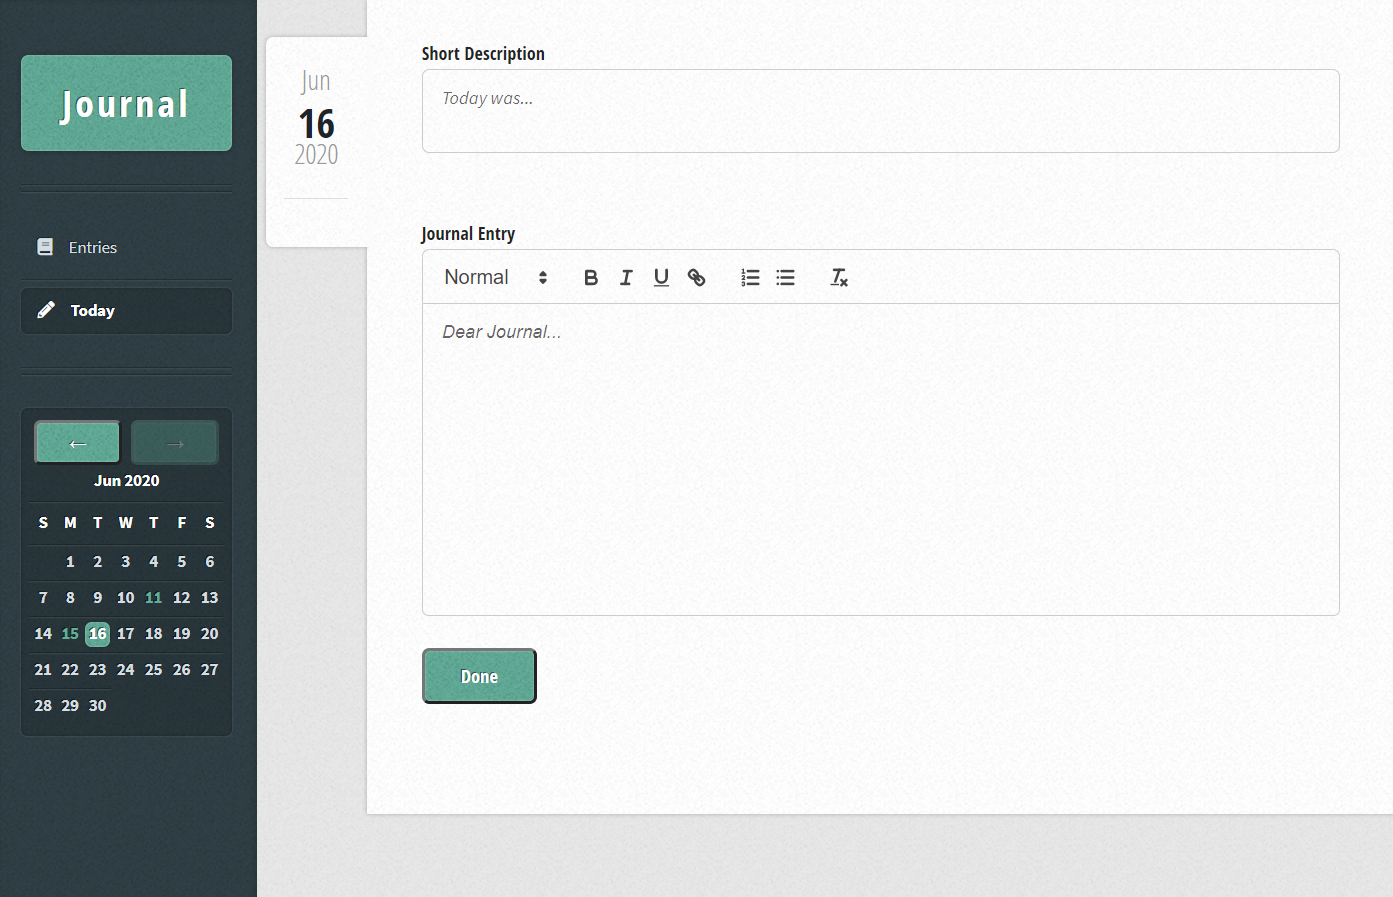 Journal
Entries
Today
← →
Jun 2020
S M T W T F S
1 2 3 4 5 6
7 8 9 10 11 12 13
14 15 16 17 18 19 20
21 22 23 24 25 26 27
28 29 30
Jun
16
2020
Short Description
Today was...
Journal Entry
Normal B I U
Dear Journal...
Done